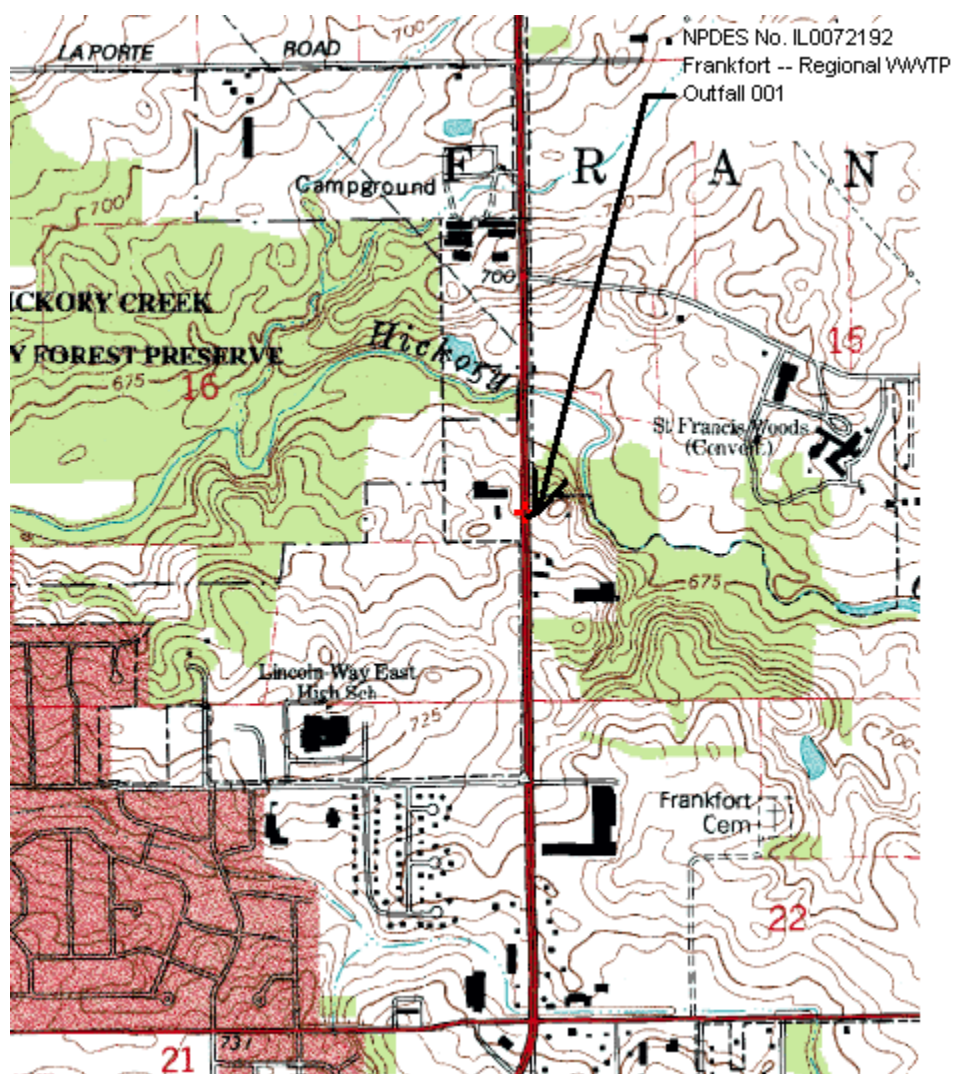 NPDES No. IL0072192
Frankfort -- Regional WWTP
Outfall 001
LA PORTE ROAD
700
F R A N
Campground
700
700
HICKORY CREEK
Y FOREST PRESERVE
Hickory
675
16
15
St Francis Woods
(Convent)
675
Lincoln-Way East
High Sch
725
700
Frankfort
Cem
22
737
21